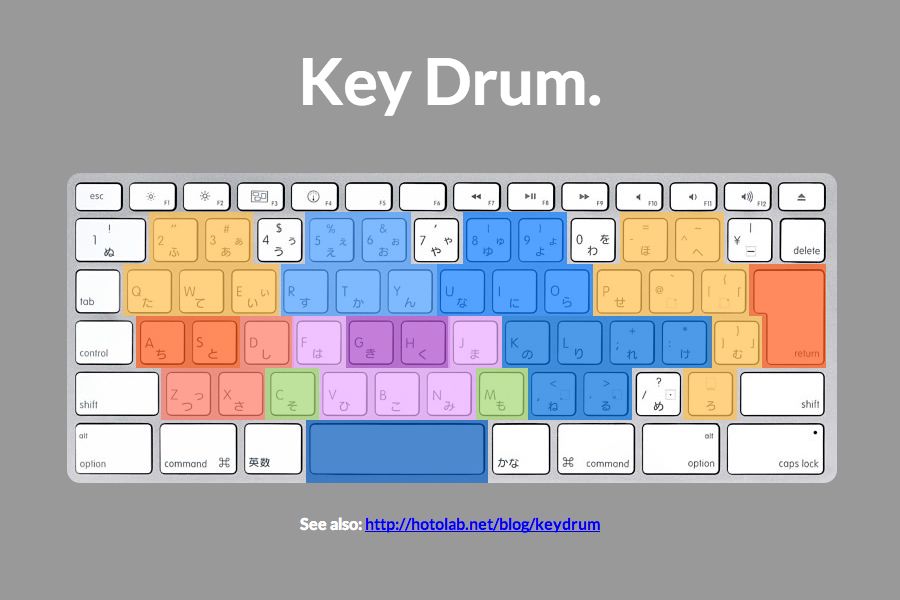 Key Drum.
esc F1 F2 F3 F4 F5 F6 F7 F8 F9 F10 F11 F12
! 1 ぬ " 2 ふ # 3 ぁ あ $ 4 ぅ う % 5 ぇ え & 6 ぉ お ' 7 ゃ や ( 8 ゅ ゆ ) 9 ょ よ 0 を わ = - ほ ~ ^ へ | ¥ ー delete
tab Q た W て E ぃ い R す T か Y ん U な I に O ら P せ ` @ { [
control A ち S と D し F は G き H く J ま K の L り + ; れ * : け } ] む return
shift Z っ つ X さ C そ V ひ B こ N み M も < , ね > . る ? / め ろ shift
alt option command ⌘ 英数 かな ⌘ command alt option caps lock
See also: http://hotolab.net/blog/keydrum